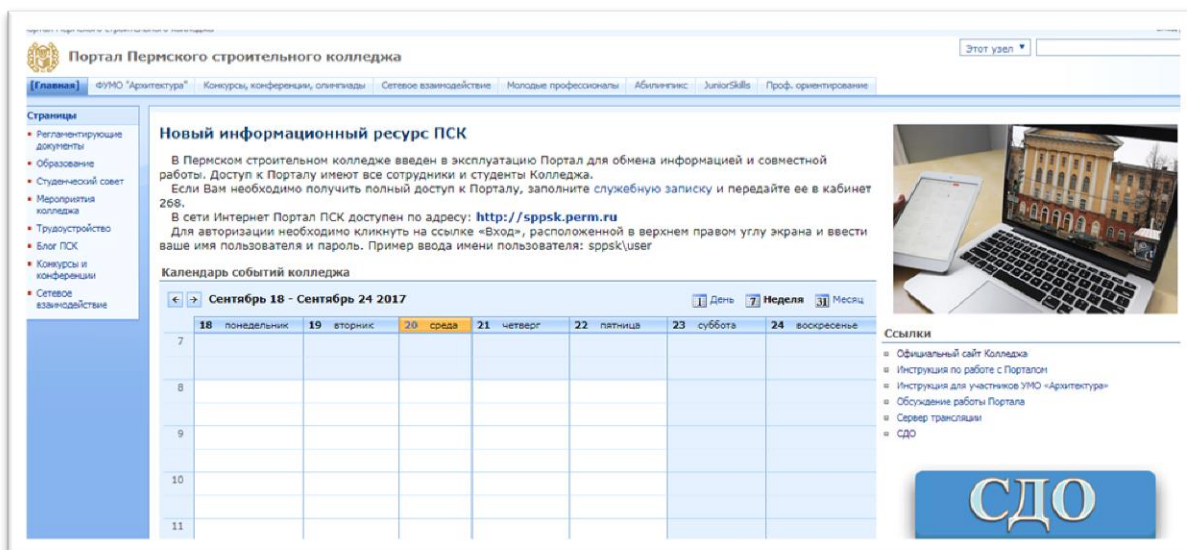 Этот узел
Портал Пермского строительного колледжа
[Главная] ФУМО "Архитектура" Конкурсы, конференции, олимпиады Сетевое взаимодействие Молодые профессионалы Абилимпикс JuniorSkills Проф. ориентирование
Страницы
Регламентирующие
документы
Образование
Студенческий совет
Мероприятия
колледжа
Трудоустройство
Блог ПСК
Конкурсы и
конференции
Сетевое
взаимодействие
Новый информационный ресурс ПСК
В Пермском строительном колледже введен в эксплуатацию Портал для обмена информацией и совместной
работы. Доступ к Порталу имеют все сотрудники и студенты Колледжа.
Если Вам необходимо получить полный доступ к Порталу, заполните служебную записку и передайте ее в кабинет
268.
В сети Интернет Портал ПСК доступен по адресу: http://sppsk.perm.ru
Для авторизации необходимо кликнуть на ссылке «Вход», расположенной в верхнем правом углу экрана и ввести
ваше имя пользователя и пароль. Пример ввода имени пользователя: sppsk\user
Календарь событий колледжа
Сентябрь 18 - Сентябрь 24 2017
1 День 7 Неделя 31 Месяц
18 понедельник 19 вторник 20 среда 21 четверг 22 пятница 23 суббота 24 воскресенье
7
8
9
10
11
Ссылки
Официальный сайт Колледжа
Инструкция по работе с Порталом
Инструкция для участников УМО «Архитектура»
Обсуждение работы Портала
Сервер трансляции
СДО
СДО